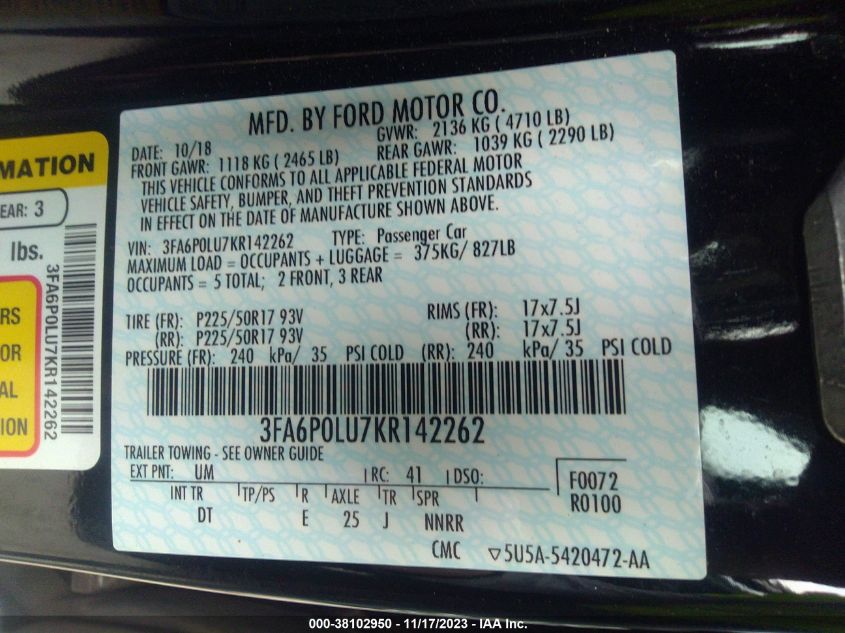 MFD. BY FORD MOTOR CO.
DATE: 10/18
GVWR: 2136 KG ( 4710 LB)
FRONT GAWR: 1118 KG ( 2465 LB)
REAR GAWR: 1039 KG ( 2290 LB)
THIS VEHICLE CONFORMS TO ALL APPLICABLE FEDERAL MOTOR
VEHICLE SAFETY, BUMPER, AND THEFT PREVENTION STANDARDS
IN EFFECT ON THE DATE OF MANUFACTURE SHOWN ABOVE.
VIN: 3FA6P0LU7KR142262 TYPE: Passenger Car
MAXIMUM LOAD = OCCUPANTS + LUGGAGE = 375KG/ 827LB
OCCUPANTS = 5 TOTAL; 2 FRONT, 3 REAR
TIRE (FR): P225/50R17 93V RIMS (FR): 17x7.5J
(RR): P225/50R17 93V (RR): 17x7.5J
PRESSURE (FR): 240 kPa/ 35 PSI COLD (RR): 240 kPa/ 35 PSI COLD
3FA6P0LU7KR142262
TRAILER TOWING - SEE OWNER GUIDE
EXT PNT: UM RC: 41 DSO:
F0072
R0100
INT TR TP/PS R AXLE TR SPR
DT E 25 J NNRR
CMC ▽5U5A-5420472-AA
MATION
EAR: 3
lbs.
3FA6P0LU7KR142262
RS
OR
AL
ION
000-38102950 - 11/17/2023 - IAA Inc.